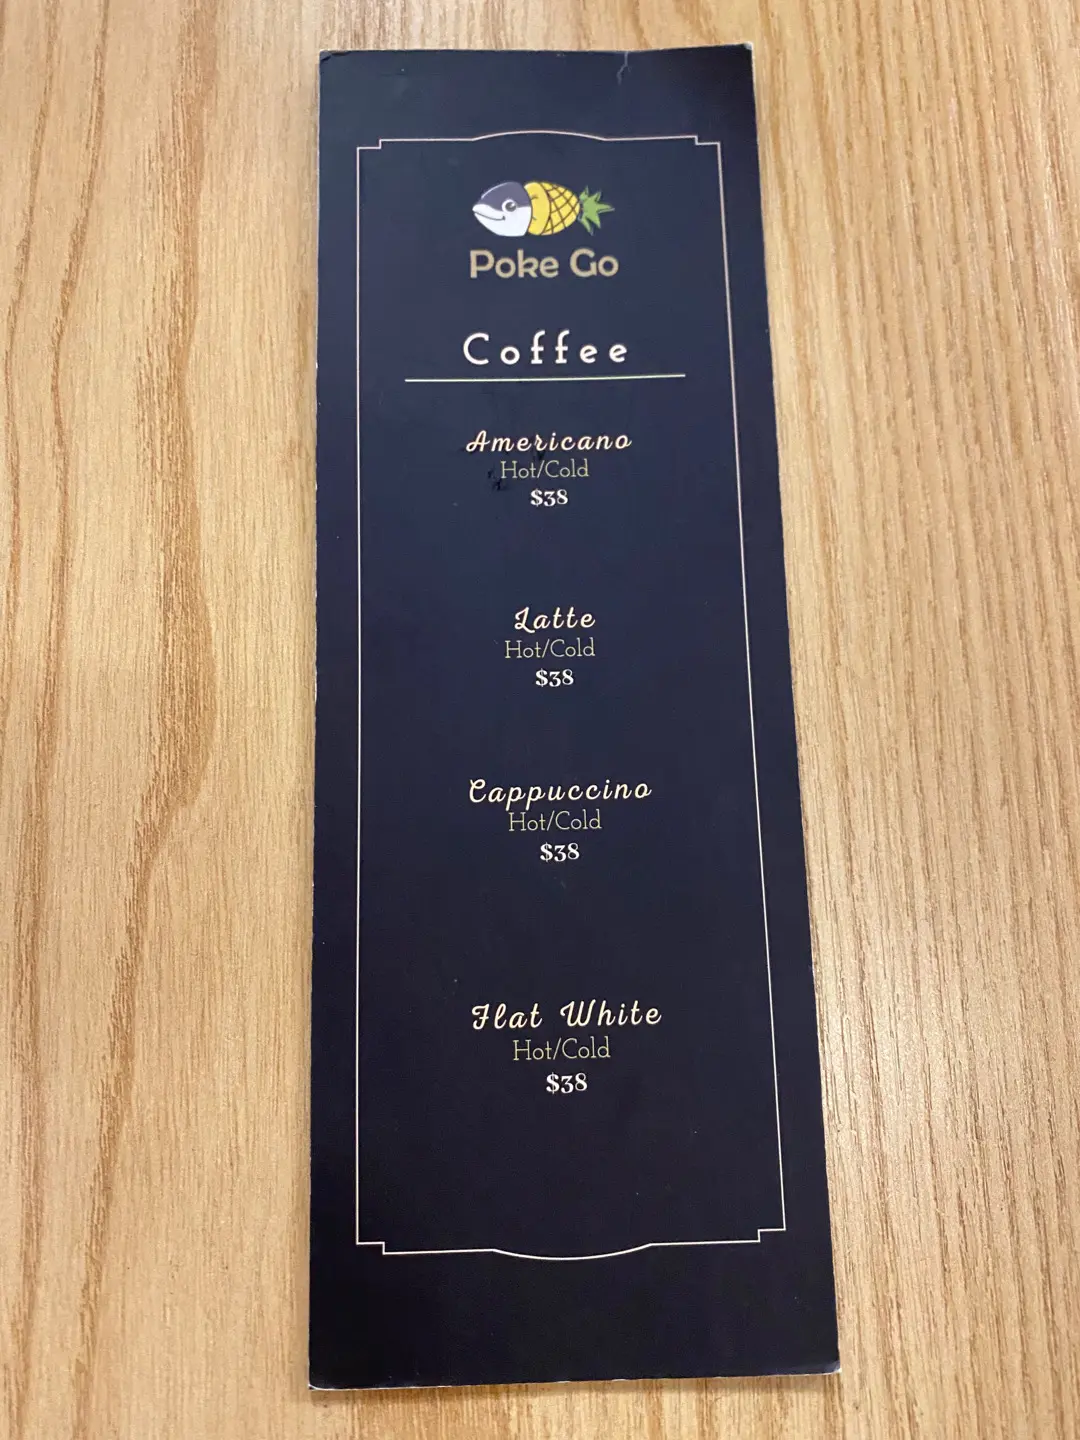 Poke Go
Coffee
Americano
Hot/Cold
$38
Latte
Hot/Cold
$38
Cappuccino
Hot/Cold
$38
Flat White
Hot/Cold
$38